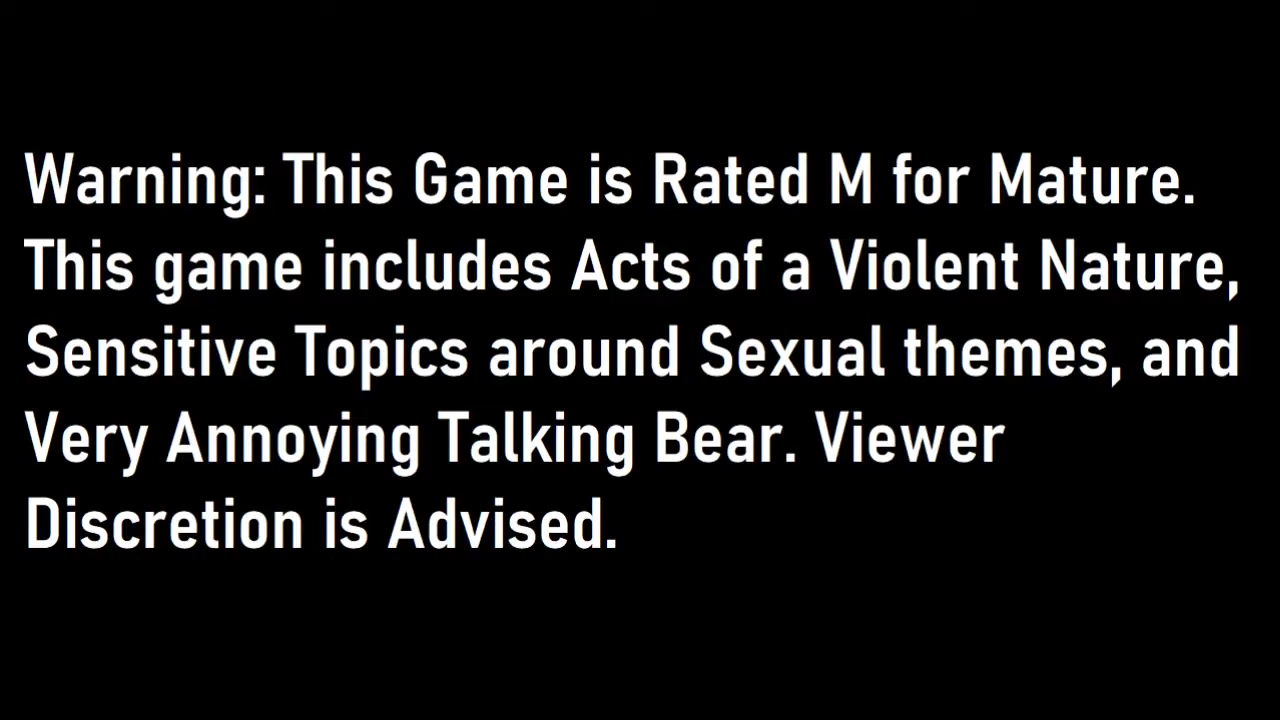 Warning: This Game is Rated M for Mature.
This game includes Acts of a Violent Nature,
Sensitive Topics around Sexual themes, and
Very Annoying Talking Bear. Viewer
Discretion is Advised.